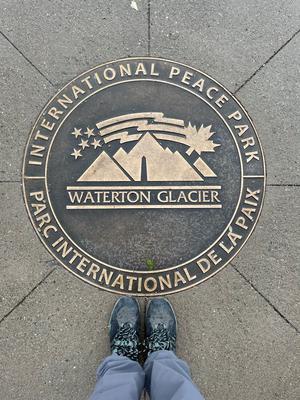 INTERNATIONAL PEACE PARK
WATERTON GLACIER
PARC INTERNATIONAL DE LA PAIX